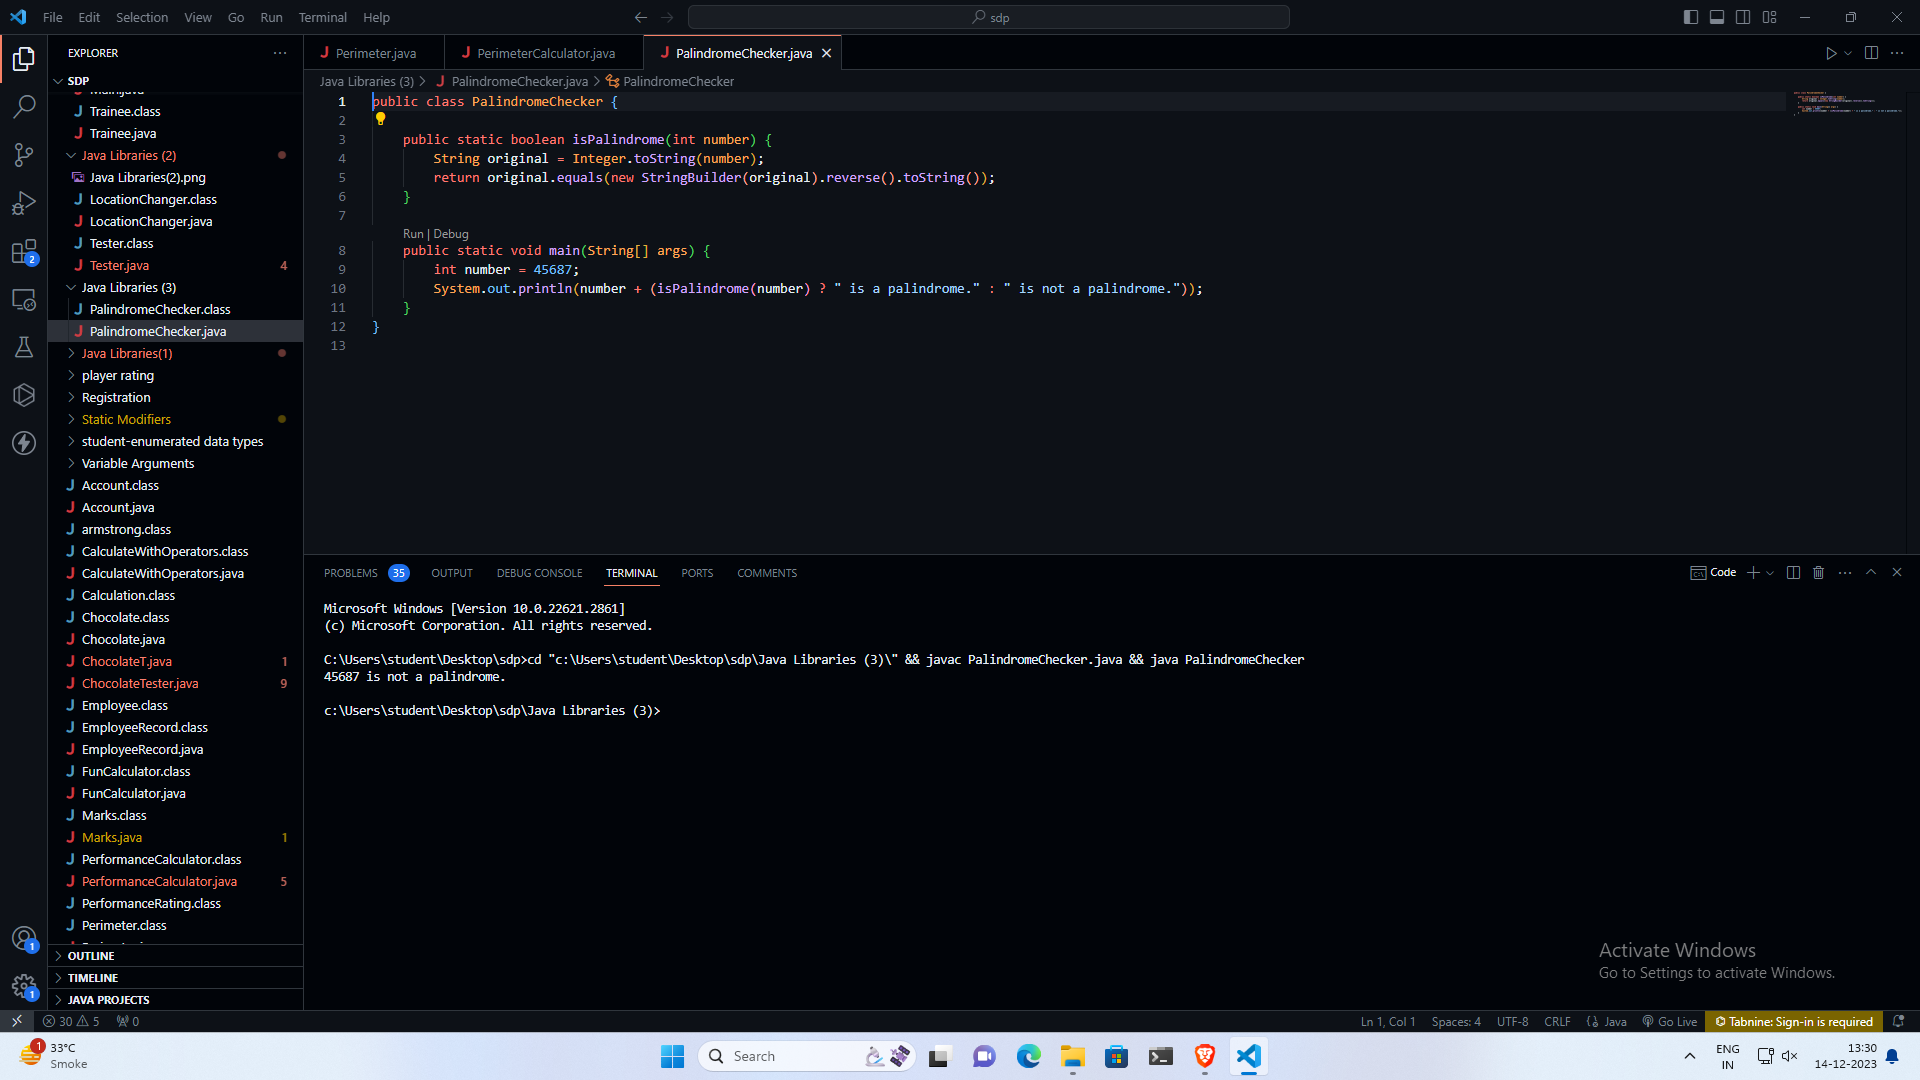 File Edit Selection View Go Run Terminal Help
sdp
EXPLORER
SDP
Trainee.class
Trainee.java
Java Libraries (2)
Java Libraries(2).png
LocationChanger.class
LocationChanger.java
Tester.class
Tester.java 4
Java Libraries (3)
PalindromeChecker.class
PalindromeChecker.java
Java Libraries(1)
player rating
Registration
Static Modifiers
student-enumerated data types
Variable Arguments
Account.class
Account.java
armstrong.class
CalculateWithOperators.class
CalculateWithOperators.java
Calculation.class
Chocolate.class
Chocolate.java
ChocolateT.java 1
ChocolateTester.java 9
Employee.class
EmployeeRecord.class
EmployeeRecord.java
FunCalculator.class
FunCalculator.java
Marks.class
Marks.java 1
PerformanceCalculator.class
PerformanceCalculator.java 5
PerformanceRating.class
Perimeter.class
OUTLINE
TIMELINE
JAVA PROJECTS
2
1
1
Perimeter.java PerimeterCalculator.java PalindromeChecker.java
Java Libraries (3) > PalindromeChecker.java > PalindromeChecker
1 public class PalindromeChecker {
2
3 public static boolean isPalindrome(int number) {
4 String original = Integer.toString(number);
5 return original.equals(new StringBuilder(original).reverse().toString());
6 }
7
Run | Debug
8 public static void main(String[] args) {
9 int number = 45687;
10 System.out.println(number + (isPalindrome(number) ? " is a palindrome." : " is not a palindrome."));
11 }
12 }
13
PROBLEMS 35 OUTPUT DEBUG CONSOLE TERMINAL PORTS COMMENTS
Code
Microsoft Windows [Version 10.0.22621.2861]
(c) Microsoft Corporation. All rights reserved.
C:\Users\student\Desktop\sdp>cd "c:\Users\student\Desktop\sdp\Java Libraries (3)\" && javac PalindromeChecker.java && java PalindromeChecker
45687 is not a palindrome.
c:\Users\student\Desktop\sdp\Java Libraries (3)>
Activate Windows
Go to Settings to activate Windows.
30 5 0
Ln 1, Col 1 Spaces: 4 UTF-8 CRLF {} Java Go Live Tabnine: Sign-in is required
1
33°C
Smoke
Search
ENG
IN
13:30
14-12-2023